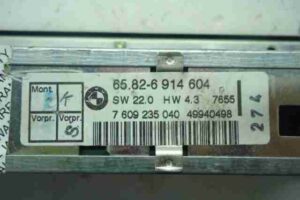 Mont.
Vorpr. Vorpr.
65.82-6 914 604
SW 22.0 HW 4.3 7655
7 609 235 040 49940498
274